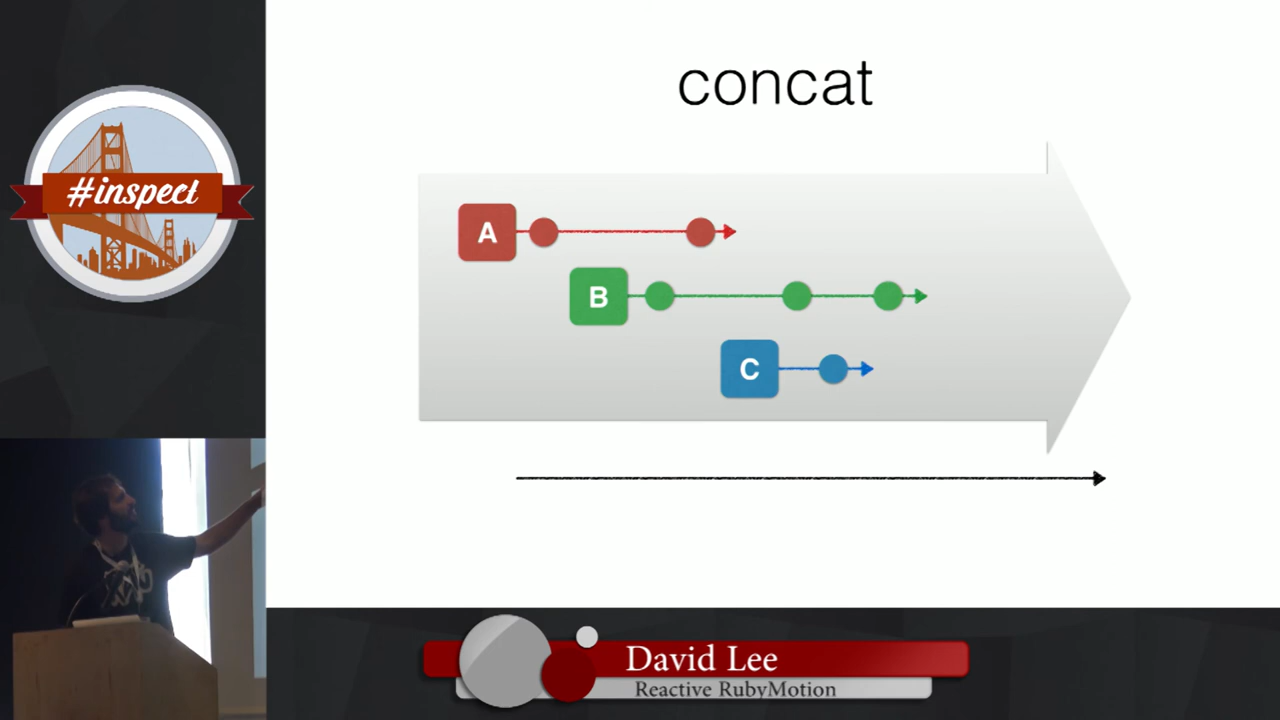 concat
#inspect
A
B
C
David Lee
Reactive RubyMotion